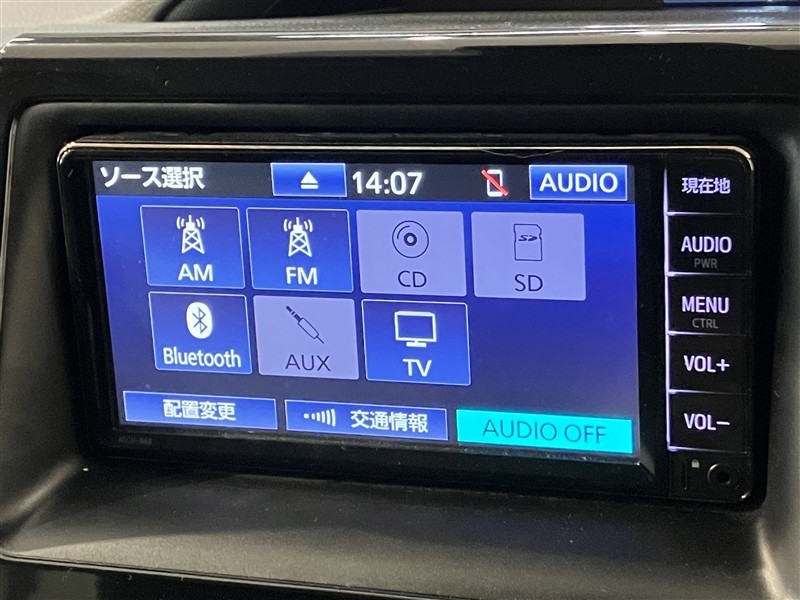 ソース選択 14:07 AUDIO
AM FM CD SD
Bluetooth AUX TV
配置変更 交通情報 AUDIO OFF
現在地
AUDIO
PWR
MENU
CTRL
VOL+
VOL-